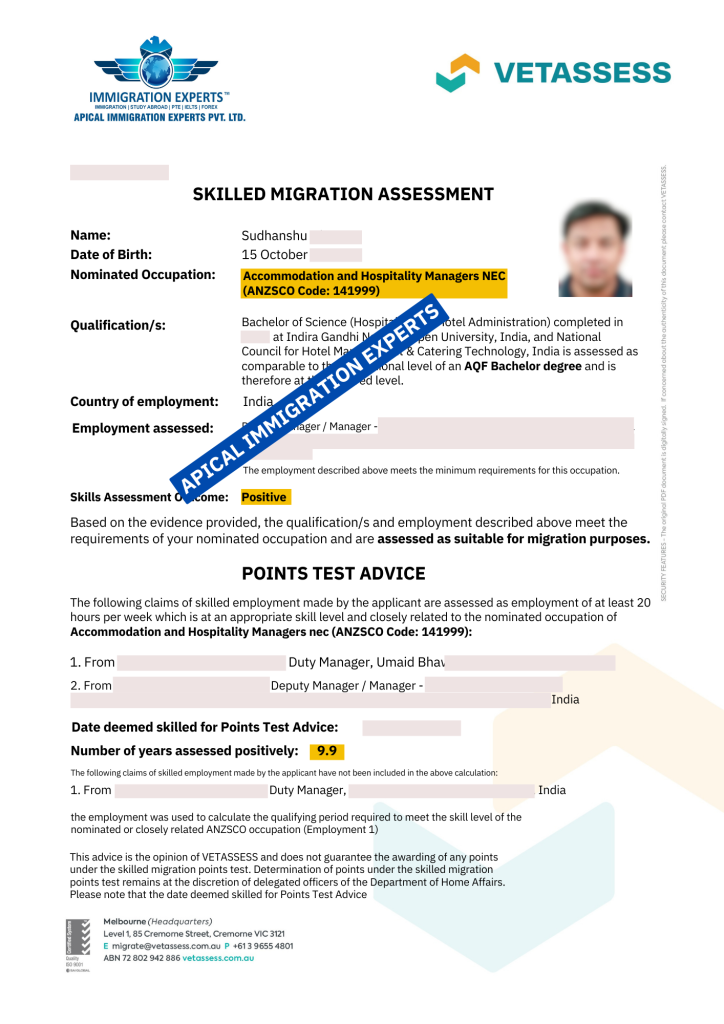 IMMIGRATION EXPERTS™
IMMIGRATION | STUDY ABROAD | PTE | IELTS | FOREX
APICAL IMMIGRATION EXPERTS PVT. LTD.
VETASSESS
SKILLED MIGRATION ASSESSMENT
Name: Sudhanshu
Date of Birth: 15 October
Nominated Occupation: Accommodation and Hospitality Managers NEC
(ANZSCO Code: 141999)
Qualification/s: Bachelor of Science (Hospita otel Administration) completed in
at Indira Gandhi N pen University, India, and National
Council for Hotel Ma & Catering Technology, India is assessed as
comparable to th onal level of an AQF Bachelor degree and is
therefore at ed level.
Country of employment: India
Employment assessed: nager / Manager -
The employment described above meets the minimum requirements for this occupation.
Skills Assessment O ome: Positive
APICAL IMMIGRATION EXPERTS
Based on the evidence provided, the qualification/s and employment described above meet the
requirements of your nominated occupation and are assessed as suitable for migration purposes.
SECURITY FEATURES - The original PDF document is digitally signed. If concerned about the authenticity of this document please contact VETASSESS.
POINTS TEST ADVICE
The following claims of skilled employment made by the applicant are assessed as employment of at least 20
hours per week which is at an appropriate skill level and closely related to the nominated occupation of
Accommodation and Hospitality Managers nec (ANZSCO Code: 141999):
1. From Duty Manager, Umaid Bhav
2. From Deputy Manager / Manager -
India
Date deemed skilled for Points Test Advice:
Number of years assessed positively: 9.9
The following claims of skilled employment made by the applicant have not been included in the above calculation:
1. From Duty Manager, India
the employment was used to calculate the qualifying period required to meet the skill level of the
nominated or closely related ANZSCO occupation (Employment 1)
This advice is the opinion of VETASSESS and does not guarantee the awarding of any points
under the skilled migration points test. Determination of points under the skilled migration
points test remains at the discretion of delegated officers of the Department of Home Affairs.
Please note that the date deemed skilled for Points Test Advice
Certified System
Quality
ISO 9001
Melbourne (Headquarters)
Level 1, 85 Cremorne Street, Cremorne VIC 3121
E migrate@vetassess.com.au P +61 3 9655 4801
ABN 72 802 942 886 vetassess.com.au